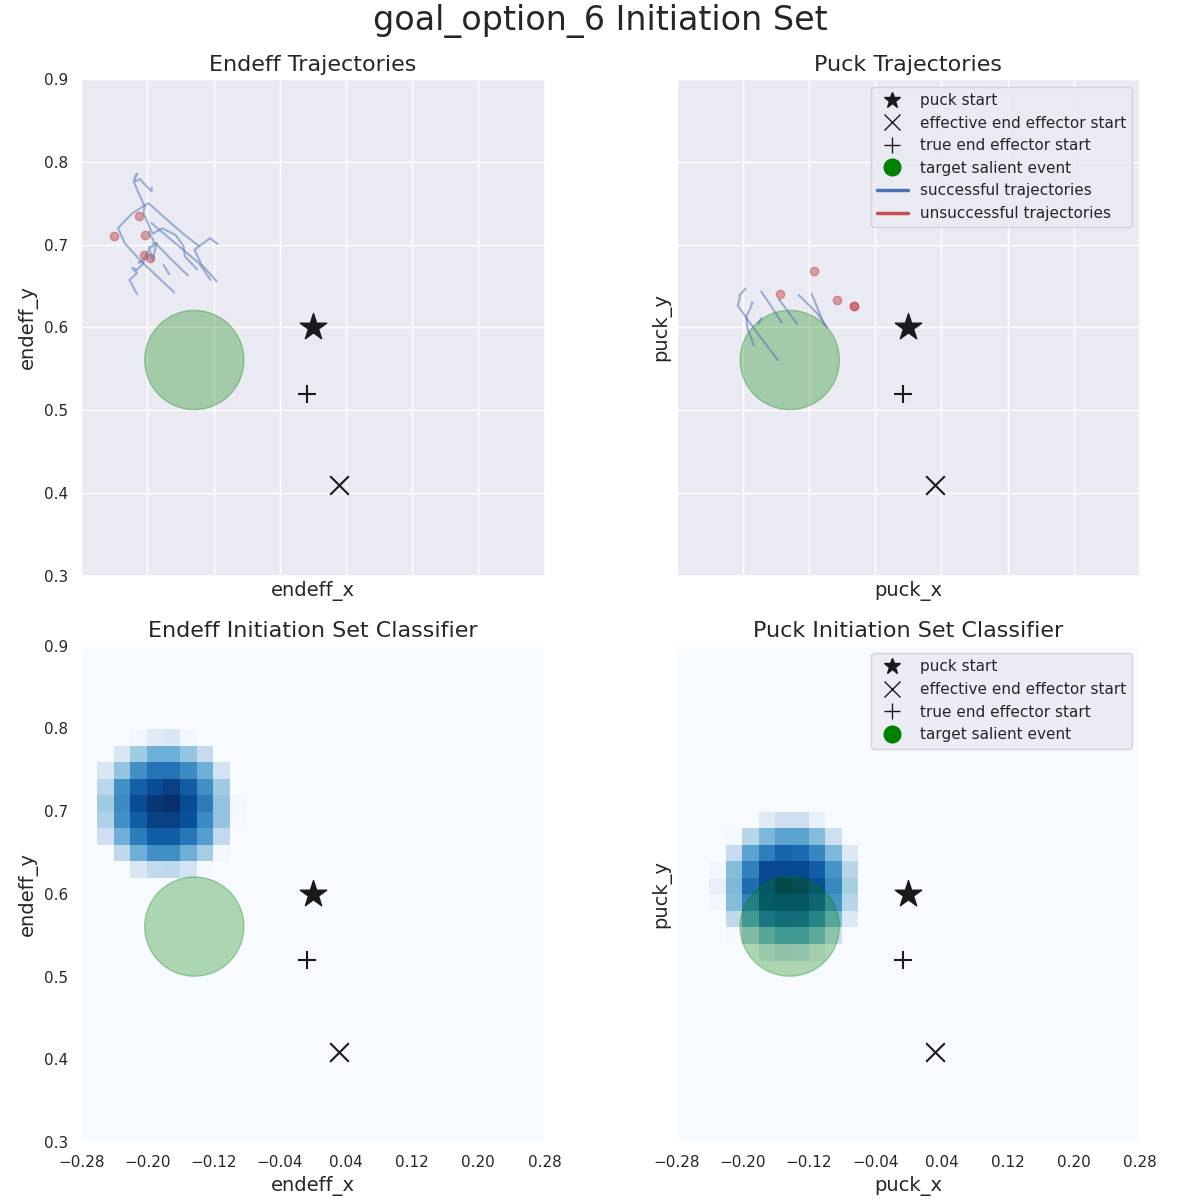 goal_option_6 Initiation Set
Endeff Trajectories
0.9
0.8
0.7
0.6
0.5
0.4
0.3
endeff_y
endeff_x
Puck Trajectories
puck start
effective end effector start
true end effector start
target salient event
successful trajectories
unsuccessful trajectories
puck_y
puck_x
Endeff Initiation Set Classifier
0.9
0.8
0.7
0.6
0.5
0.4
0.3
endeff_y
−0.28 −0.20 −0.12 −0.04 0.04 0.12 0.20 0.28
endeff_x
Puck Initiation Set Classifier
puck start
effective end effector start
true end effector start
target salient event
puck_y
−0.28 −0.20 −0.12 −0.04 0.04 0.12 0.20 0.28
puck_x